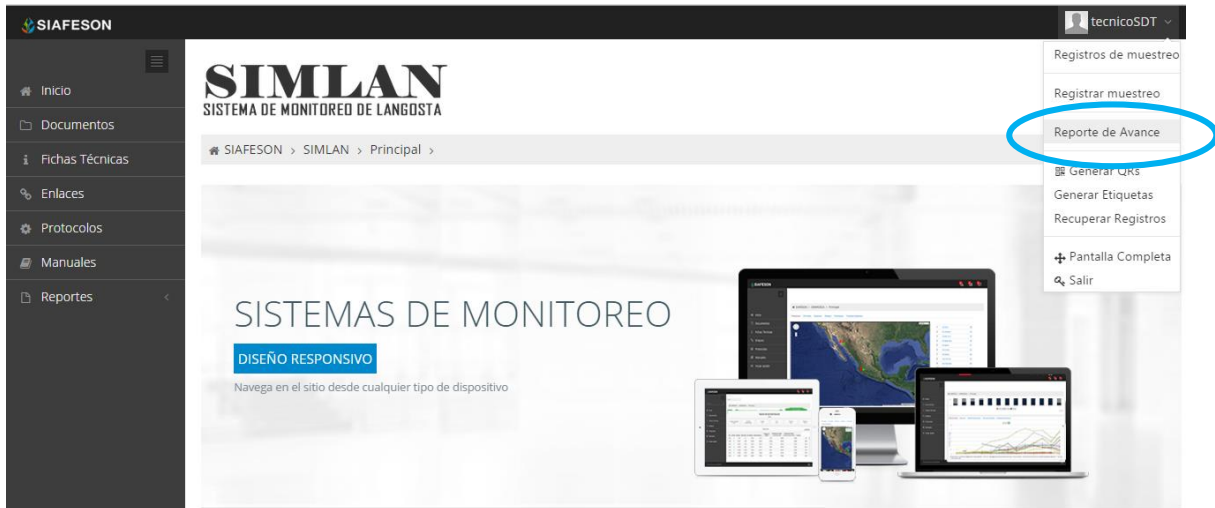 SIAFESON
tecnicoSDT
Inicio
Documentos
Fichas Técnicas
Enlaces
Protocolos
Manuales
Reportes
SIMLAN
SISTEMA DE MONITOREO DE LANGOSTA
SIAFESON > SIMLAN > Principal >
SISTEMAS DE MONITOREO
DISEÑO RESPONSIVO
Navega en el sitio desde cualquier tipo de dispositivo
Registros de muestreo
Registrar muestreo
Reporte de Avance
Generar QRs
Generar Etiquetas
Recuperar Registros
Pantalla Completa
Salir